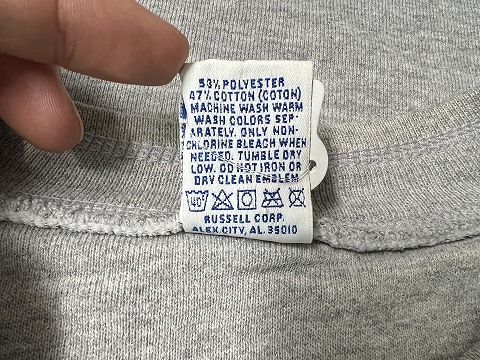 53% POLYESTER
47% COTTON (COTON)
MACHINE WASH WARM
WASH COLORS SEP-
ARATELY. ONLY NON-
CHLORINE BLEACH WHEN
NEEDED. TUMBLE DRY
LOW. DO NOT IRON OR
DRY CLEAN EMBLEM
40°
RUSSELL CORP.
ALEX CITY, AL. 35010